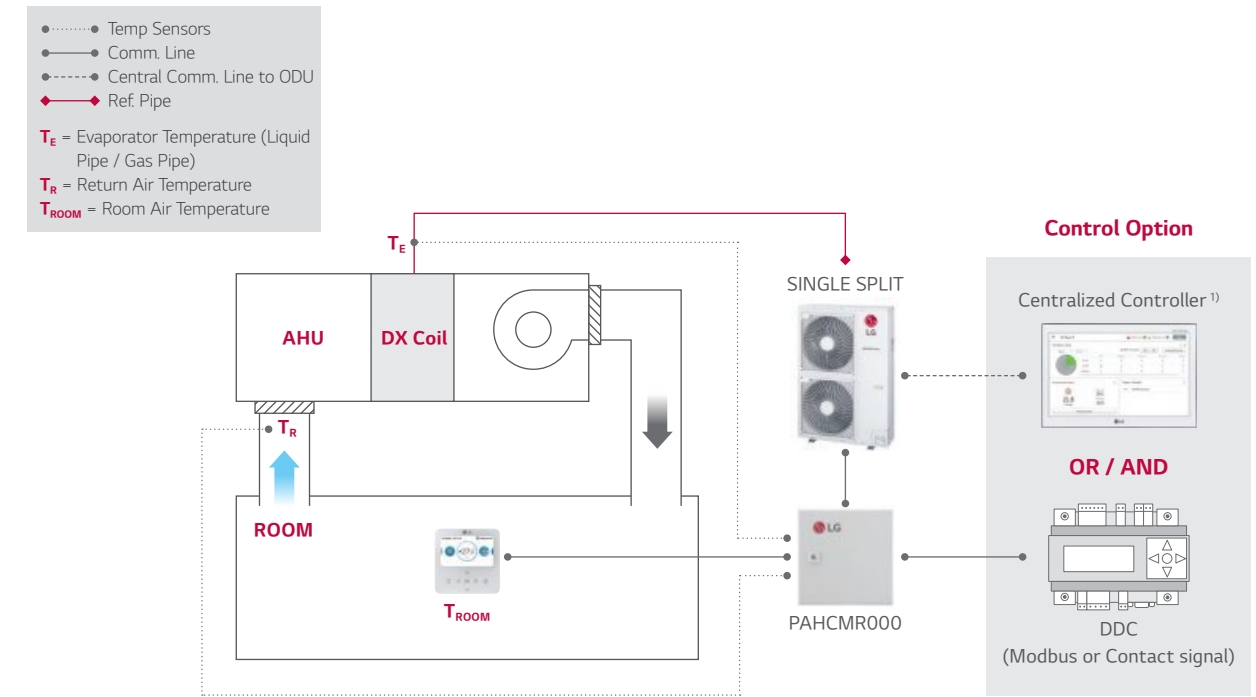 Temp Sensors
Comm. Line
Central Comm. Line to ODU
Ref. Pipe
TE = Evaporator Temperature (Liquid
Pipe / Gas Pipe)
TR = Return Air Temperature
TROOM = Room Air Temperature
Control Option
TE
SINGLE SPLIT
Centralized Controller 1)
LG
AHU
DX Coil
LG
TR
OR / AND
ROOM
LG
TROOM
PAHCMR000
DDC
(Modbus or Contact signal)